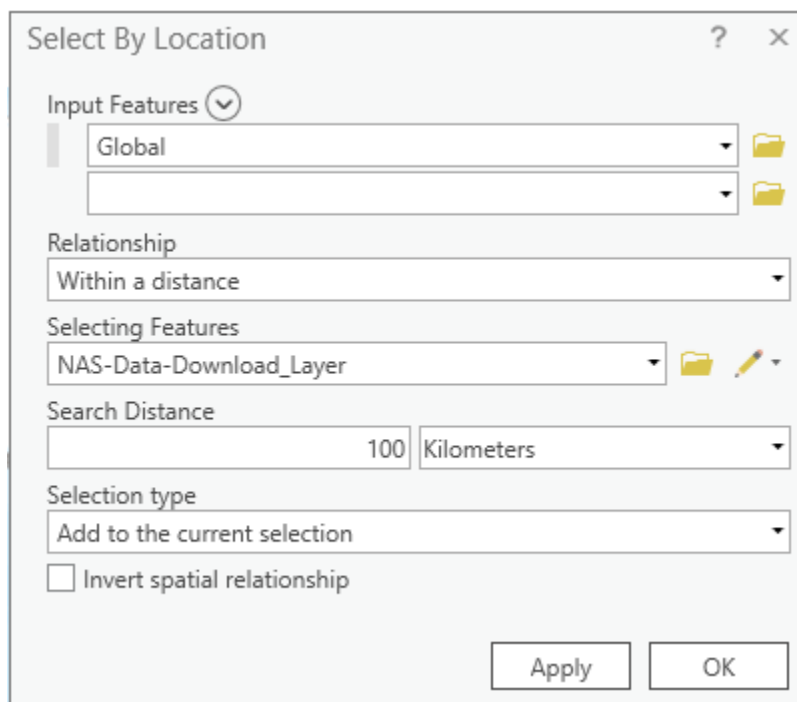 Select By Location
?
Input Features
Global
Relationship
Within a distance
Selecting Features
NAS-Data-Download_Layer
Search Distance
100 Kilometers
Selection type
Add to the current selection
Invert spatial relationship
Apply OK